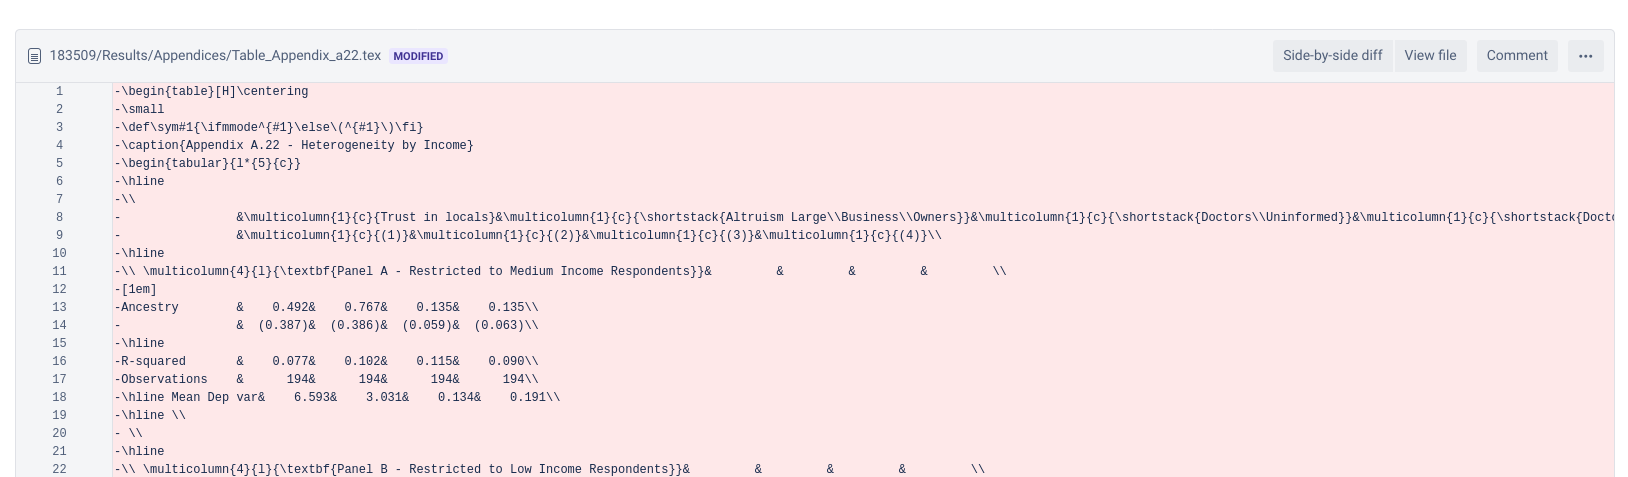 183509/Results/Appendices/Table_Appendix_a22.tex MODIFIED Side-by-side diff View file Comment ···
1 -\begin{table}[H]\centering
2 -\small
3 -\def\sym#1{\ifmmode^{#1}\else\(^{#1}\)\fi}
4 -\caption{Appendix A.22 - Heterogeneity by Income}
5 -\begin{tabular}{l*{5}{c}}
6 -\hline
7 -\\
8 -                &\multicolumn{1}{c}{Trust in locals}&\multicolumn{1}{c}{\shortstack{Altruism Large\\Business\\Owners}}&\multicolumn{1}{c}{\shortstack{Doctors\\Uninformed}}&\multicolumn{1}{c}{\shortstack{Docto
9 -                &\multicolumn{1}{c}{(1)}&\multicolumn{1}{c}{(2)}&\multicolumn{1}{c}{(3)}&\multicolumn{1}{c}{(4)}\\
10 -\hline
11 -\\ \multicolumn{4}{l}{\textbf{Panel A - Restricted to Medium Income Respondents}}&         &         &         &         \\
12 -[1em]
13 -Ancestry        &    0.492&    0.767&    0.135&    0.135\\
14 -                &  (0.387)&  (0.386)&  (0.059)&  (0.063)\\
15 -\hline
16 -R-squared       &    0.077&    0.102&    0.115&    0.090\\
17 -Observations    &      194&      194&      194&      194\\
18 -\hline Mean Dep var&    6.593&    3.031&    0.134&    0.191\\
19 -\hline \\
20 - \\
21 -\hline
22 -\\ \multicolumn{4}{l}{\textbf{Panel B - Restricted to Low Income Respondents}}&         &         &         &         \\